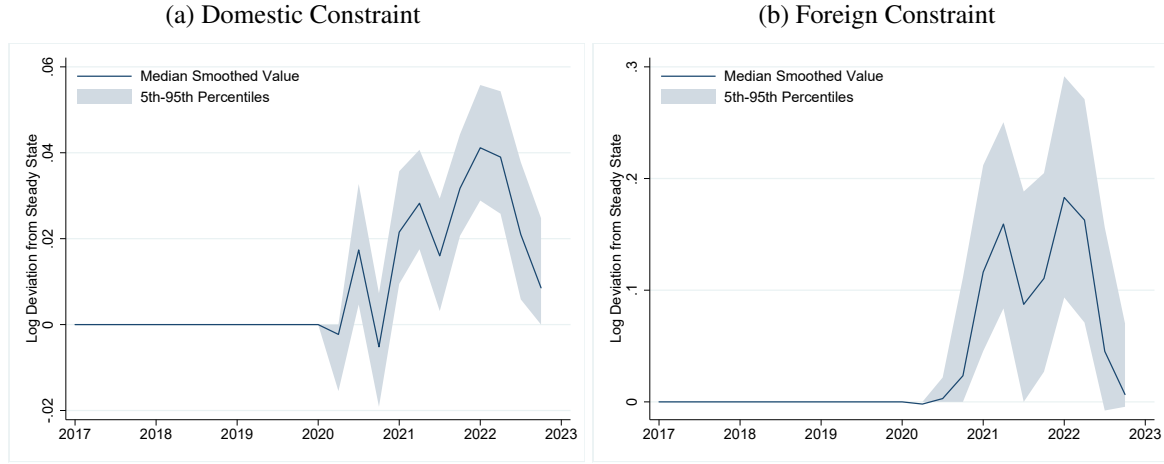 (a) Domestic Constraint
(b) Foreign Constraint
Log Deviation from Steady State
.06
.04
.02
0
-.02
Median Smoothed Value
5th-95th Percentiles
2017 2018 2019 2020 2021 2022 2023
Log Deviation from Steady State
.3
.2
.1
0
Median Smoothed Value
5th-95th Percentiles
2017 2018 2019 2020 2021 2022 2023